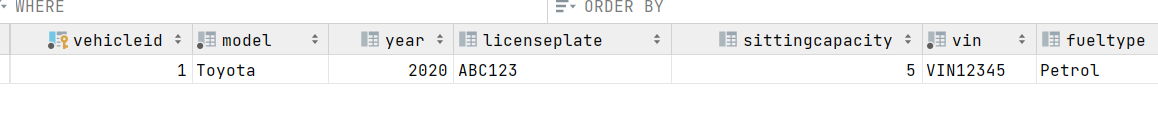 WHERE ORDER BY
vehicleid model year licenseplate sittingcapacity vin fueltype
1 Toyota 2020 ABC123 5 VIN12345 Petrol